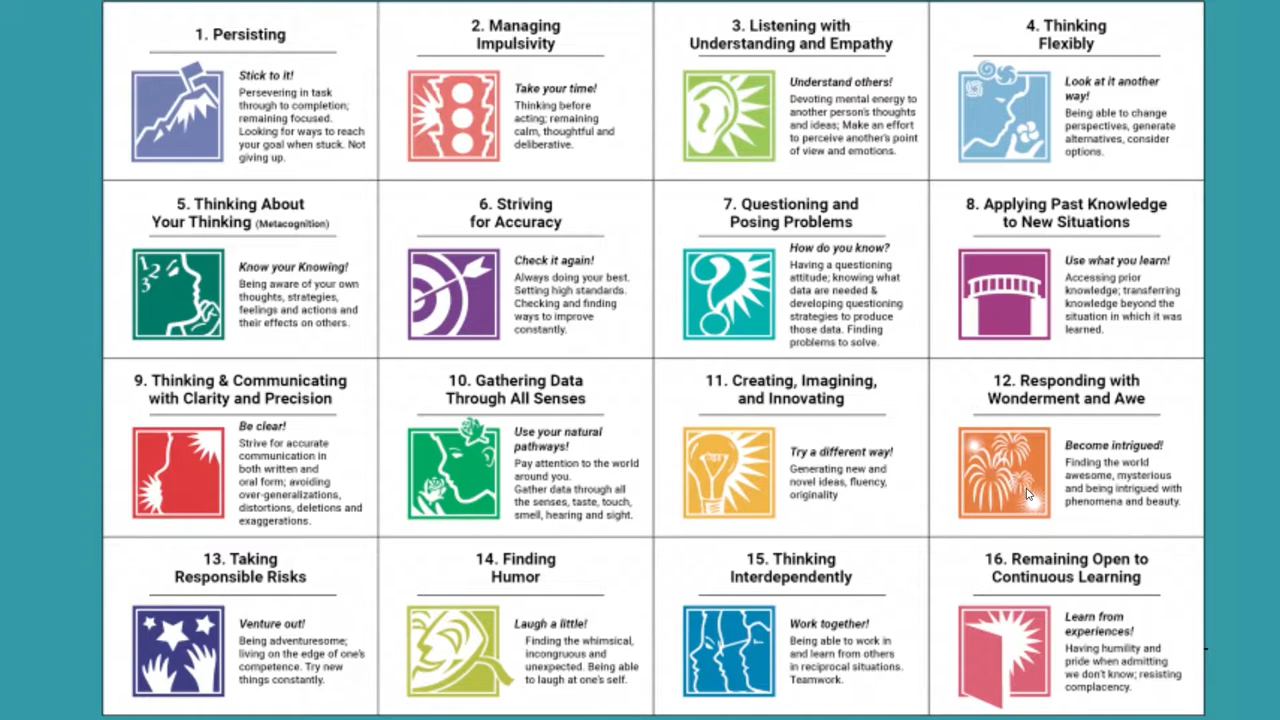 1. Persisting
Stick to it!
Persevering in task
through to completion;
remaining focused.
Looking for ways to reach
your goal when stuck. Not
giving up.
2. Managing
Impulsivity
Take your time!
Thinking before
acting; remaining
calm, thoughtful and
deliberative.
3. Listening with
Understanding and Empathy
Understand others!
Devoting mental energy to
another person's thoughts
and ideas; Make an effort
to perceive another's point
of view and emotions.
4. Thinking
Flexibly
Look at it another
way!
Being able to change
perspectives, generate
alternatives, consider
options.
5. Thinking About
Your Thinking (Metacognition)
1
2
3
Know your Knowing!
Being aware of your own
thoughts, strategies,
feelings and actions and
their effects on others.
6. Striving
for Accuracy
Check it again!
Always doing your best.
Setting high standards.
Checking and finding
ways to improve
constantly.
7. Questioning and
Posing Problems
?
How do you know?
Having a questioning
attitude; knowing what
data are needed &
developing questioning
strategies to produce
those data. Finding
problems to solve.
8. Applying Past Knowledge
to New Situations
Use what you learn!
Accessing prior
knowledge; transferring
knowledge beyond the
situation in which it was
learned.
9. Thinking & Communicating
with Clarity and Precision
Be clear!
Strive for accurate
communication in
both written and
oral form; avoiding
over-generalizations,
distortions, deletions and
exaggerations.
10. Gathering Data
Through All Senses
Use your natural
pathways!
Pay attention to the world
around you.
Gather data through all
the senses, taste, touch,
smell, hearing and sight.
11. Creating, Imagining,
and Innovating
Try a different way!
Generating new and
novel ideas, fluency,
originality
12. Responding with
Wonderment and Awe
Become intrigued!
Finding the world
awesome, mysterious
and being intrigued with
phenomena and beauty.
13. Taking
Responsible Risks
Venture out!
Being adventuresome;
living on the edge of one's
competence. Try new
things constantly.
14. Finding
Humor
Laugh a little!
Finding the whimsical,
incongruous and
unexpected. Being able
to laugh at one's self.
15. Thinking
Interdependently
Work together!
Being able to work in
and learn from others
in reciprocal situations.
Teamwork.
16. Remaining Open to
Continuous Learning
Learn from
experiences!
Having humility and
pride when admitting
we don't know; resisting
complacency.